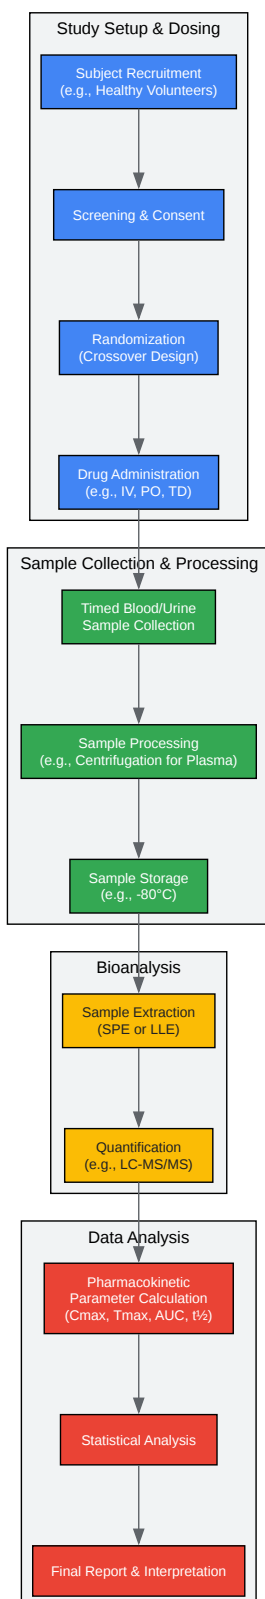 Study Setup & Dosing
Subject Recruitment
(e.g., Healthy Volunteers)
Screening & Consent
Randomization
(Crossover Design)
Drug Administration
(e.g., IV, PO, TD)
Sample Collection & Processing
Timed Blood/Urine
Sample Collection
Sample Processing
(e.g., Centrifugation for Plasma)
Sample Storage
(e.g., -80°C)
Bioanalysis
Sample Extraction
(SPE or LLE)
Quantification
(e.g., LC-MS/MS)
Data Analysis
Pharmacokinetic
Parameter Calculation
(Cmax, Tmax, AUC, t½)
Statistical Analysis
Final Report & Interpretation